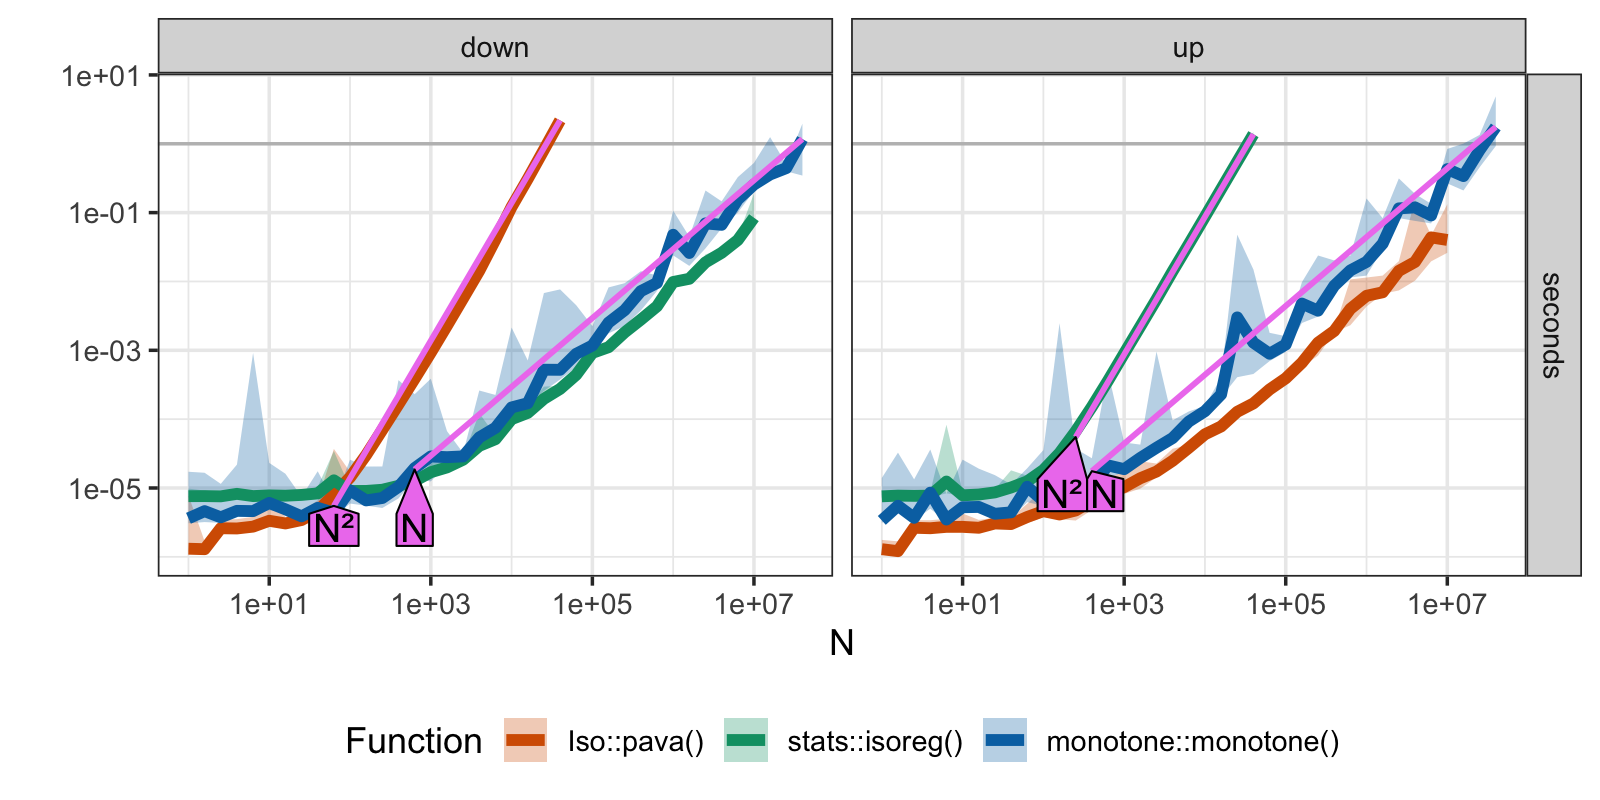 down
up
1e+01
1e-01
1e-03
1e-05
seconds
N²
N
N²
N
1e+01
1e+03
1e+05
1e+07
1e+01
1e+03
1e+05
1e+07
N
Function
Iso::pava()
stats::isoreg()
monotone::monotone()